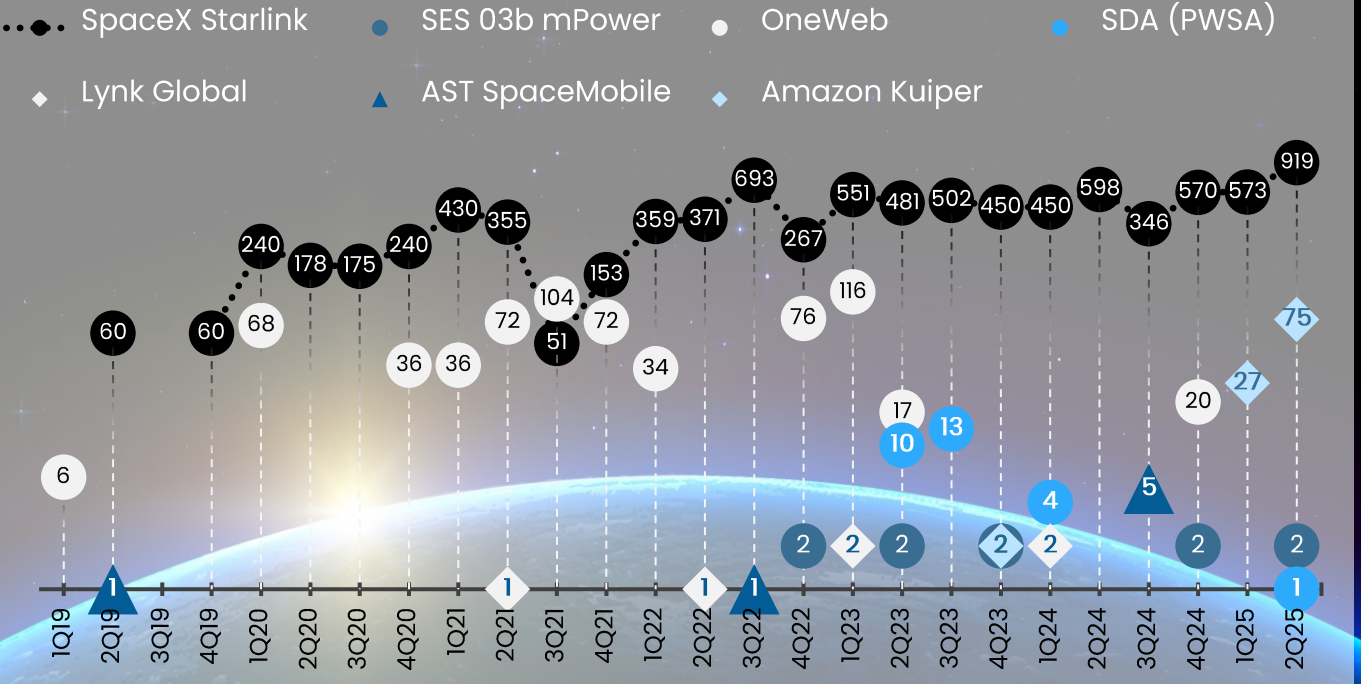 SpaceX Starlink SES 03b mPower OneWeb SDA (PWSA)
Lynk Global AST SpaceMobile Amazon Kuiper
919
693
598
551 570 573
430 481 502 450 450
355 359 371 346
240 240 267
178 175 153
104 116
60 60 68 72 51 72 76 75
36 36 34 27
17 20
10 13
6 4 5
2 2 2 2 2 2 2
1 1 1 1 1
1Q19 2Q19 3Q19 4Q19 1Q20 2Q20 3Q20 4Q20 1Q21 2Q21 3Q21 4Q21 1Q22 2Q22 3Q22 4Q22 1Q23 2Q23 3Q23 4Q23 1Q24 2Q24 3Q24 4Q24 1Q25 2Q25